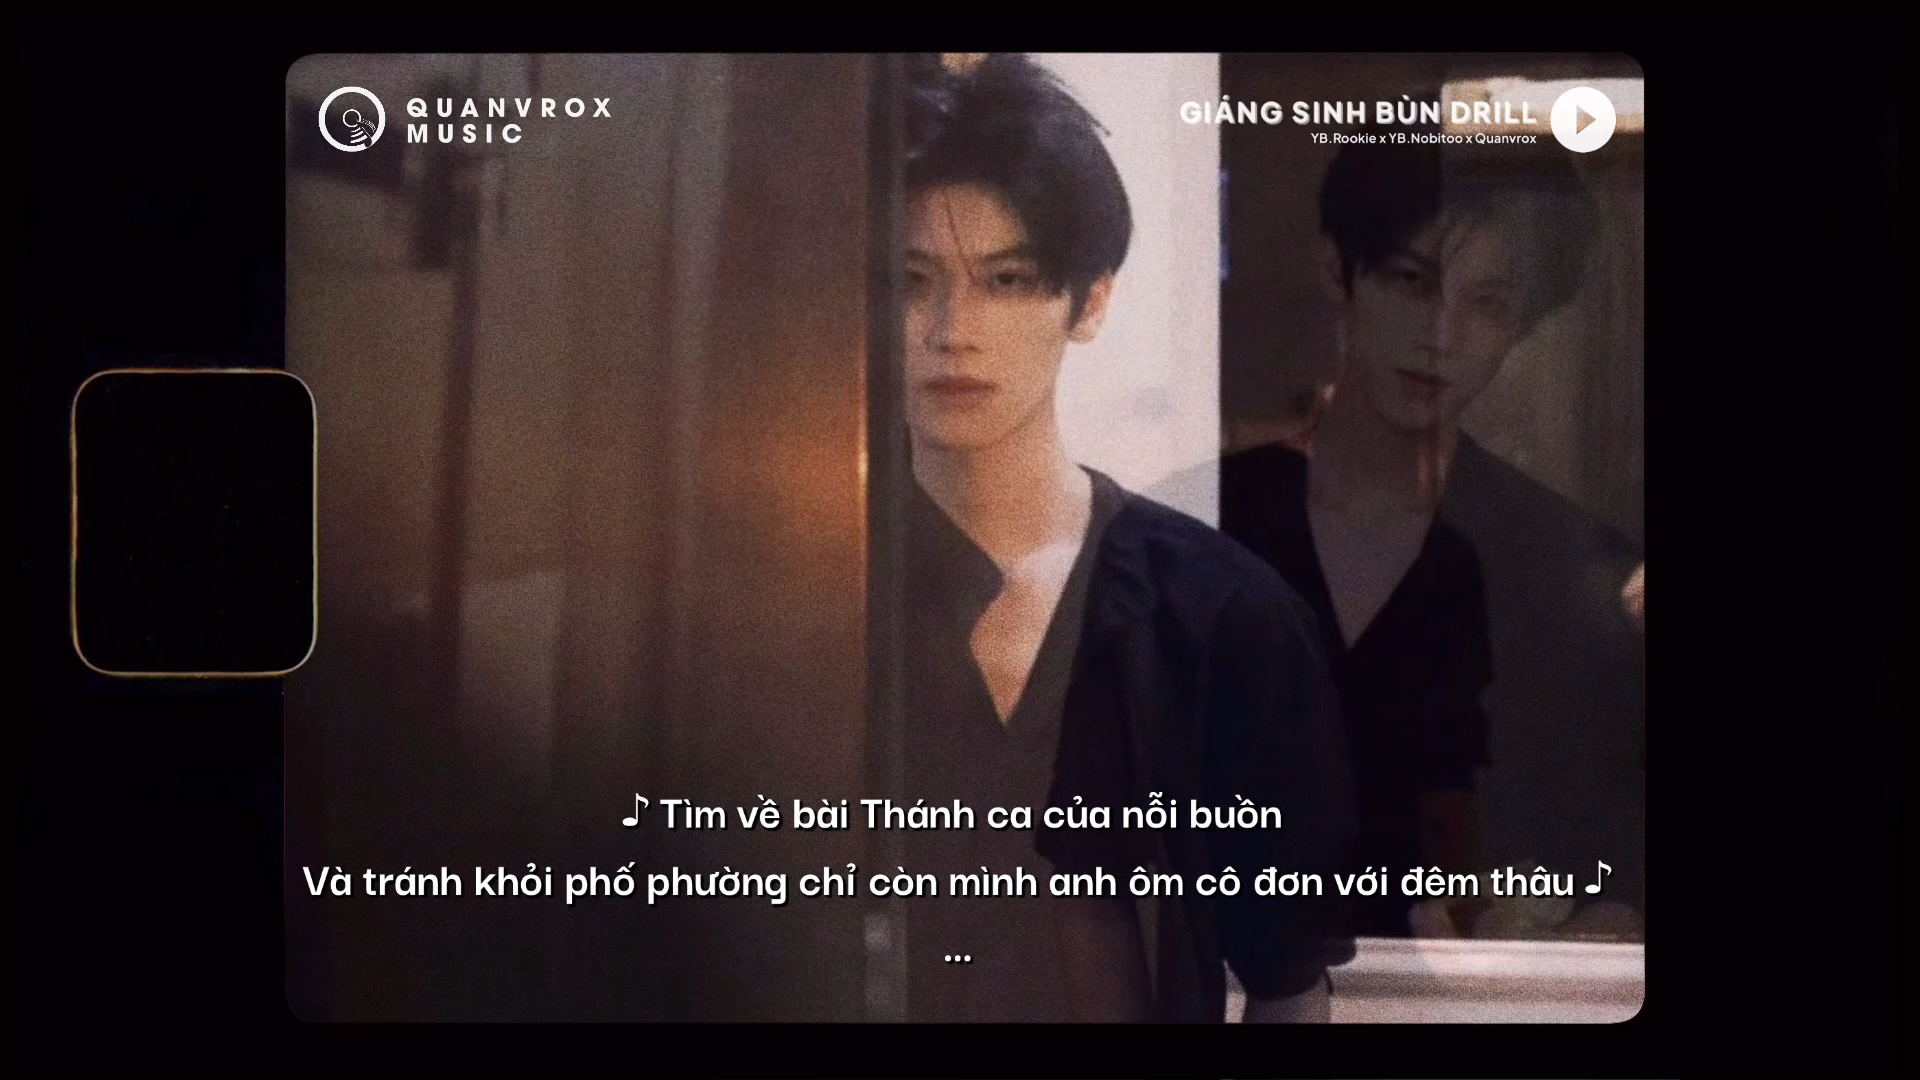 QUANVROX
MUSIC
GIÁNG SINH BÙN DRILL
YB.Rookie x YB.Nobitoo x Quanvrox
♪ Tìm về bài Thánh ca của nỗi buồn
Và tránh khỏi phố phường chỉ còn mình anh ôm cô đơn với đêm thâu ♪
...